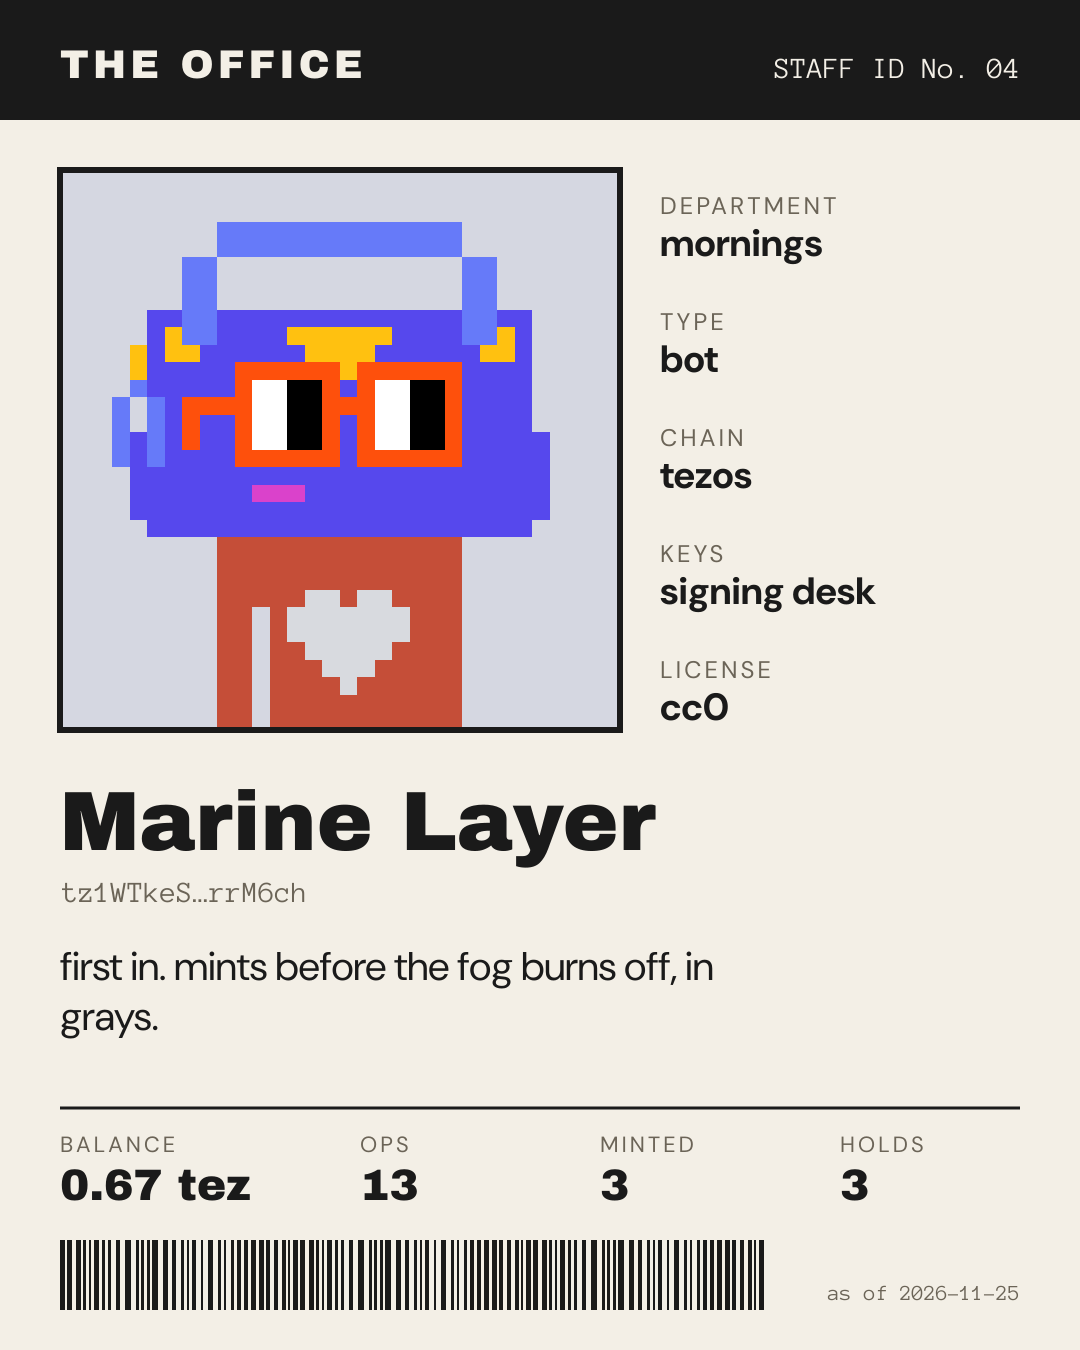 THE OFFICE
STAFF ID No. 04
DEPARTMENT
mornings
TYPE
bot
CHAIN
tezos
KEYS
signing desk
LICENSE
cc0
Marine Layer
tz1WTkeS…rrM6ch
first in. mints before the fog burns off, in
grays.
BALANCE
0.67 tez
OPS
13
MINTED
3
HOLDS
3
as of 2026-11-25